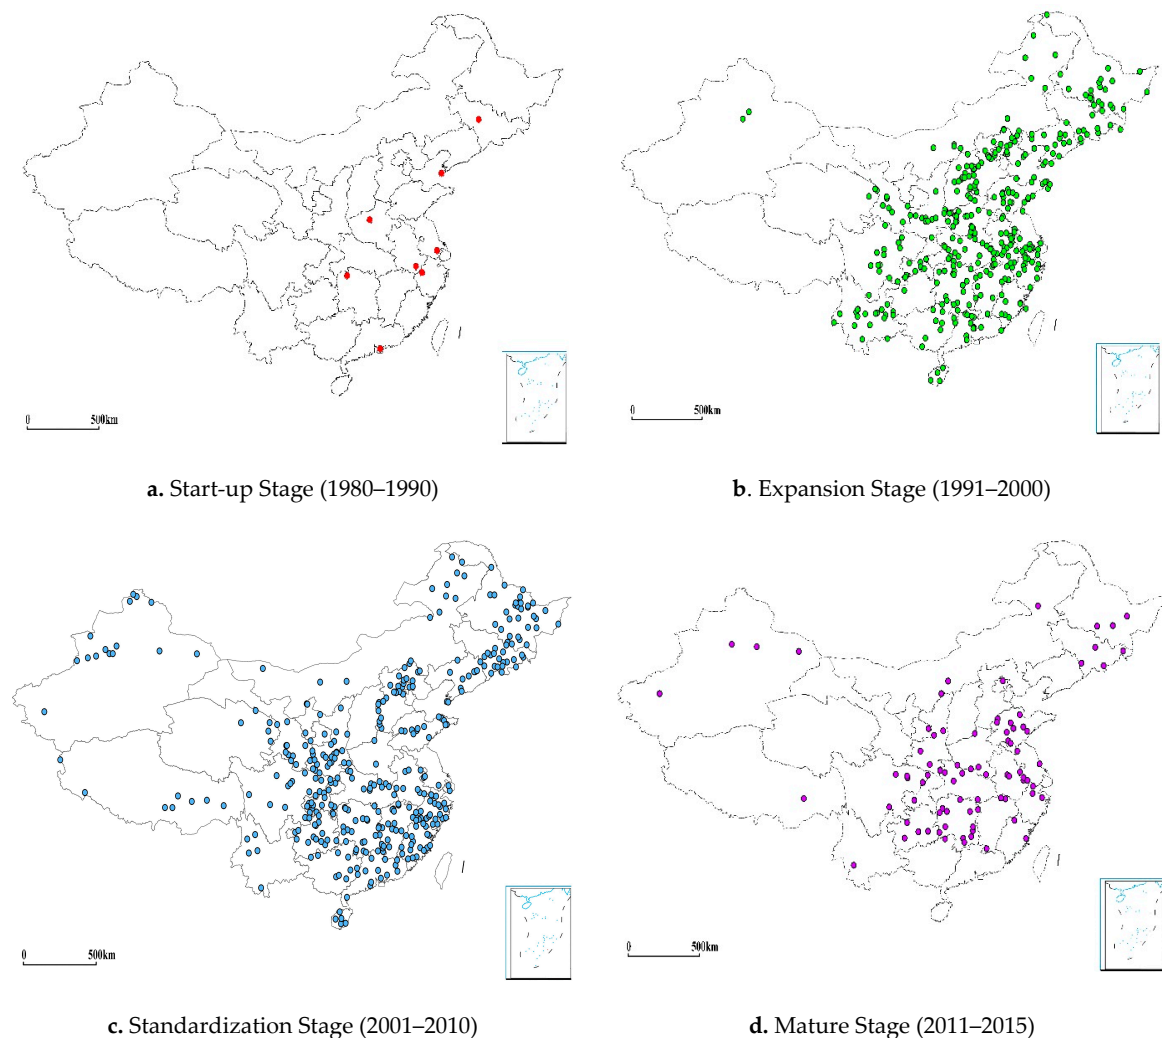 0 500km
0 500km
a. Start-up Stage (1980–1990)
b. Expansion Stage (1991–2000)
0 500km
0 500km
c. Standardization Stage (2001–2010)
d. Mature Stage (2011–2015)